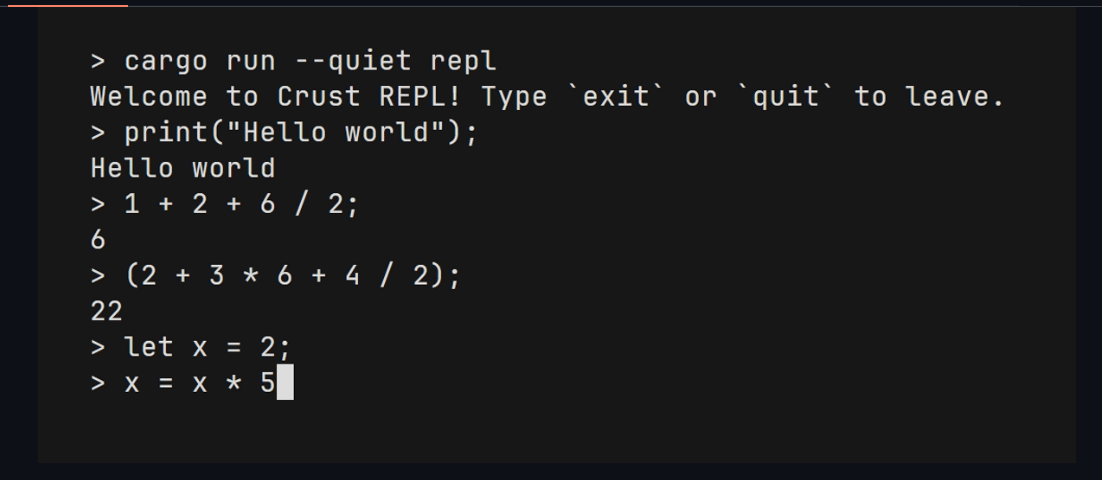 > cargo run --quiet repl
Welcome to Crust REPL! Type `exit` or `quit` to leave.
> print("Hello world");
Hello world
> 1 + 2 + 6 / 2;
6
> (2 + 3 * 6 + 4 / 2);
22
> let x = 2;
> x = x * 5